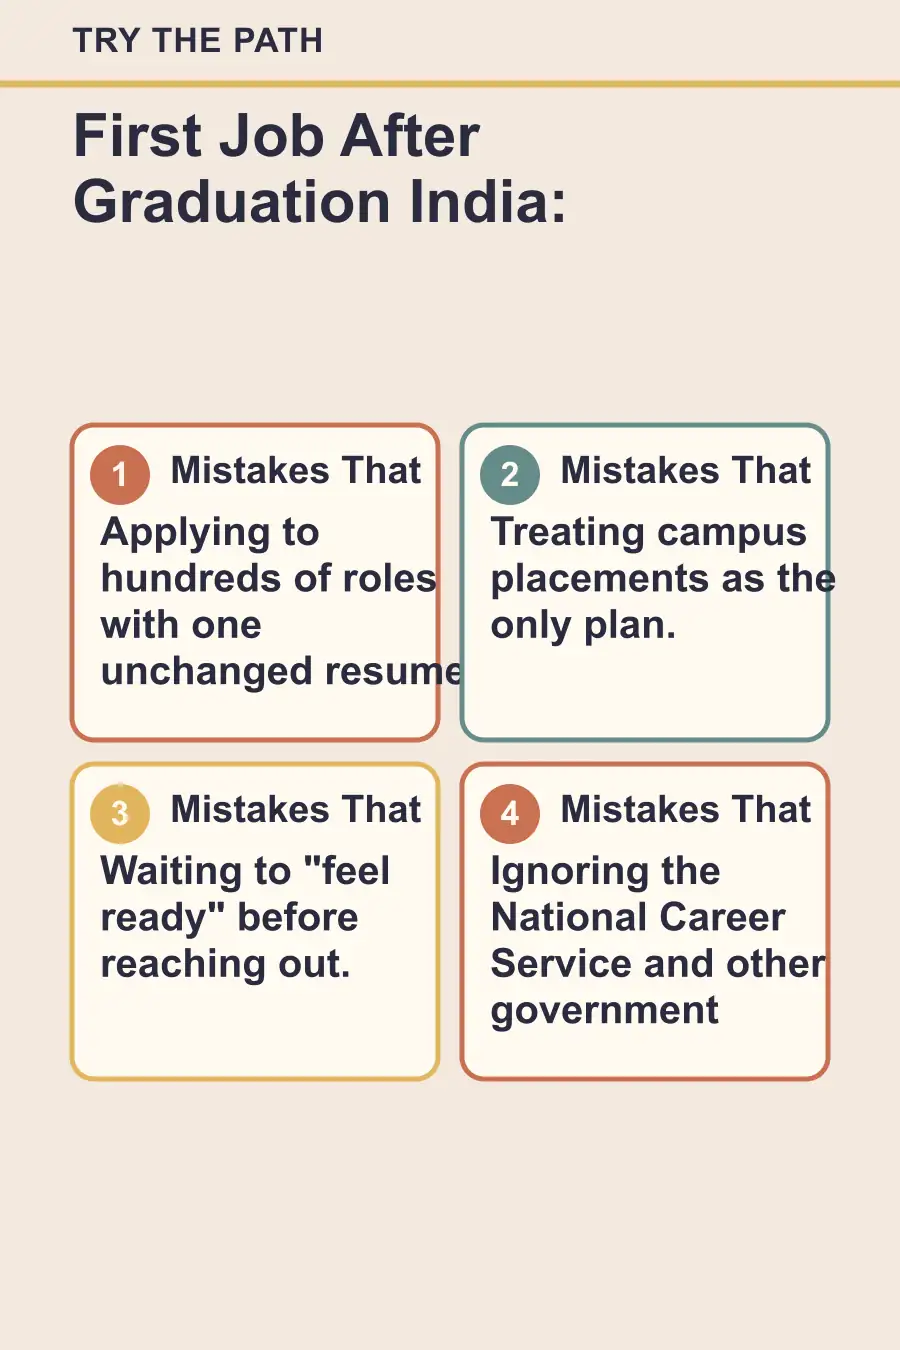 TRY THE PATH
First Job After
Graduation India:
1 Mistakes That
Applying to
hundreds of roles
with one
unchanged resume
2 Mistakes That
Treating campus
placements as the
only plan.
3 Mistakes That
Waiting to "feel
ready" before
reaching out.
4 Mistakes That
Ignoring the
National Career
Service and other
government